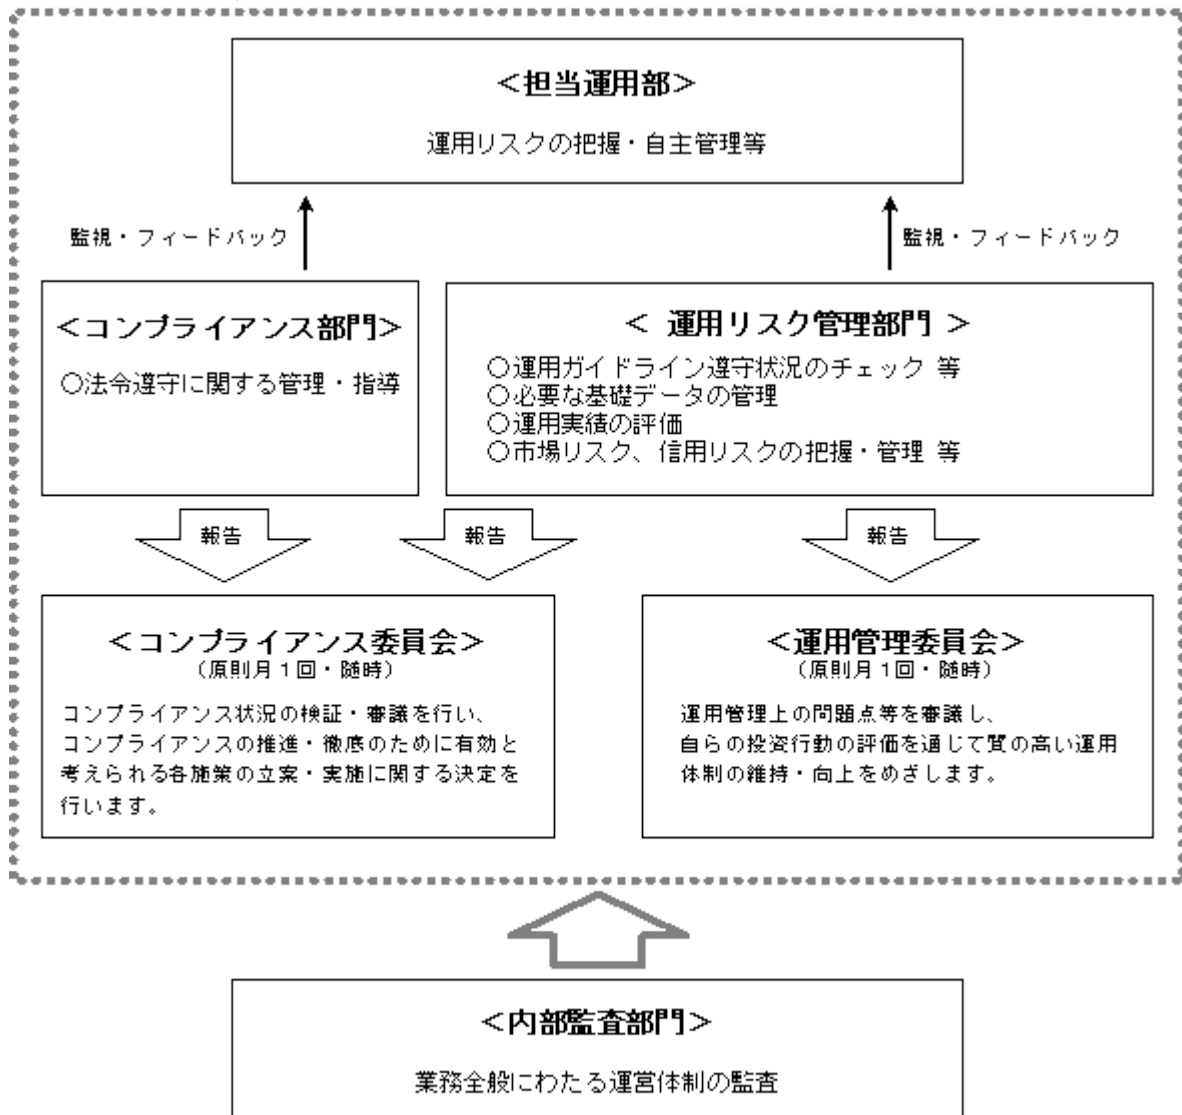 ＜担当運用部＞
運用リスクの把握・自主管理等
監視・フィードバック
監視・フィードバック
＜コンプライアンス部門＞
○法令遵守に関する管理・指導
＜ 運用リスク管理部門 ＞
○運用ガイドライン遵守状況のチェック 等
○必要な基礎データの管理
○運用実績の評価
○市場リスク、信用リスクの把握・管理 等
報告
報告
報告
＜コンプライアンス委員会＞
（原則月１回・随時）
コンプライアンス状況の検証・審議を行い、
コンプライアンスの推進・徹底のために有効と
考えられる各施策の立案・実施に関する決定を
行います。
＜運用管理委員会＞
（原則月１回・随時）
運用管理上の問題点等を審議し、
自らの投資行動の評価を通じて質の高い運用
体制の維持・向上をめざします。
＜内部監査部門＞
業務全般にわたる運営体制の監査